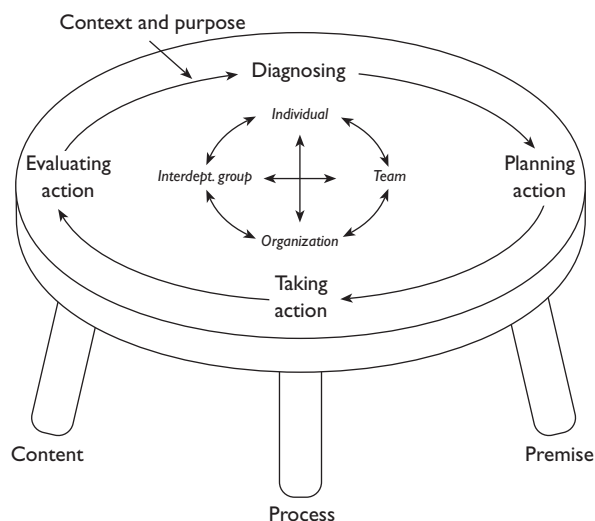 Context and purpose
Diagnosing
Individual
Evaluating
action
Interdept. group
Team
Planning
action
Organization
Taking
action
Content
Process
Premise